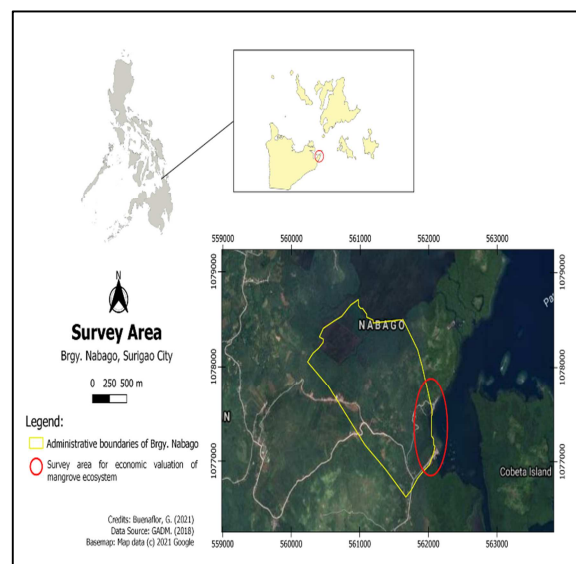 559000 560000 561000 562000 563000
1079000 1079000
NABAGO
N
Survey Area
Brgy. Nabago, Surigao City
1078000 1078000
0 250 500 m
Legend:
N
Administrative boundaries of Brgy. Nabago
Survey area for economic valuation of
mangrove ecosystem
1077000 1077000
Cobeta Island
Credits: Buenaflor, G. (2021)
Data Source: GADM. (2018)
Basemap: Map data (c) 2021 Google
559000 560000 561000 562000 563000